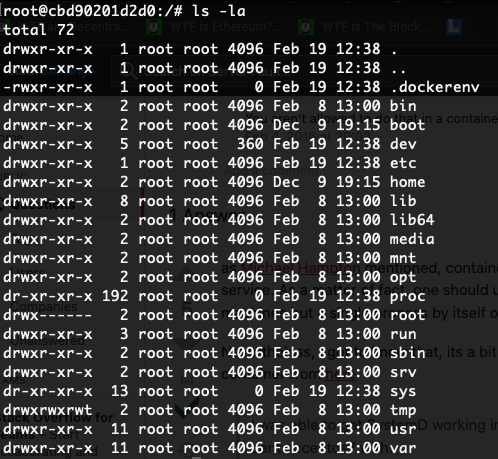 [root@cbd90201d2d0:/# ls -la
total 72
drwxr-xr-x   1 root root 4096 Feb 19 12:38 .
drwxr-xr-x   1 root root 4096 Feb 19 12:38 ..
-rwxr-xr-x   1 root root    0 Feb 19 12:38 .dockerenv
drwxr-xr-x   2 root root 4096 Feb  8 13:00 bin
drwxr-xr-x   2 root root 4096 Dec  9 19:15 boot
drwxr-xr-x   5 root root  360 Feb 19 12:38 dev
drwxr-xr-x   1 root root 4096 Feb 19 12:38 etc
drwxr-xr-x   2 root root 4096 Dec  9 19:15 home
drwxr-xr-x   8 root root 4096 Feb  8 13:00 lib
drwxr-xr-x   2 root root 4096 Feb  8 13:00 lib64
drwxr-xr-x   2 root root 4096 Feb  8 13:00 media
drwxr-xr-x   2 root root 4096 Feb  8 13:00 mnt
drwxr-xr-x   2 root root 4096 Feb  8 13:00 opt
dr-xr-xr-x 192 root root    0 Feb 19 12:38 proc
drwx------   2 root root 4096 Feb  8 13:00 root
drwxr-xr-x   3 root root 4096 Feb  8 13:00 run
drwxr-xr-x   2 root root 4096 Feb  8 13:00 sbin
drwxr-xr-x   2 root root 4096 Feb  8 13:00 srv
dr-xr-xr-x  13 root root    0 Feb 19 12:38 sys
drwxrwxrwt   2 root root 4096 Feb  8 13:00 tmp
drwxr-xr-x  11 root root 4096 Feb  8 13:00 usr
drwxr-xr-x  11 root root 4096 Feb  8 13:00 var